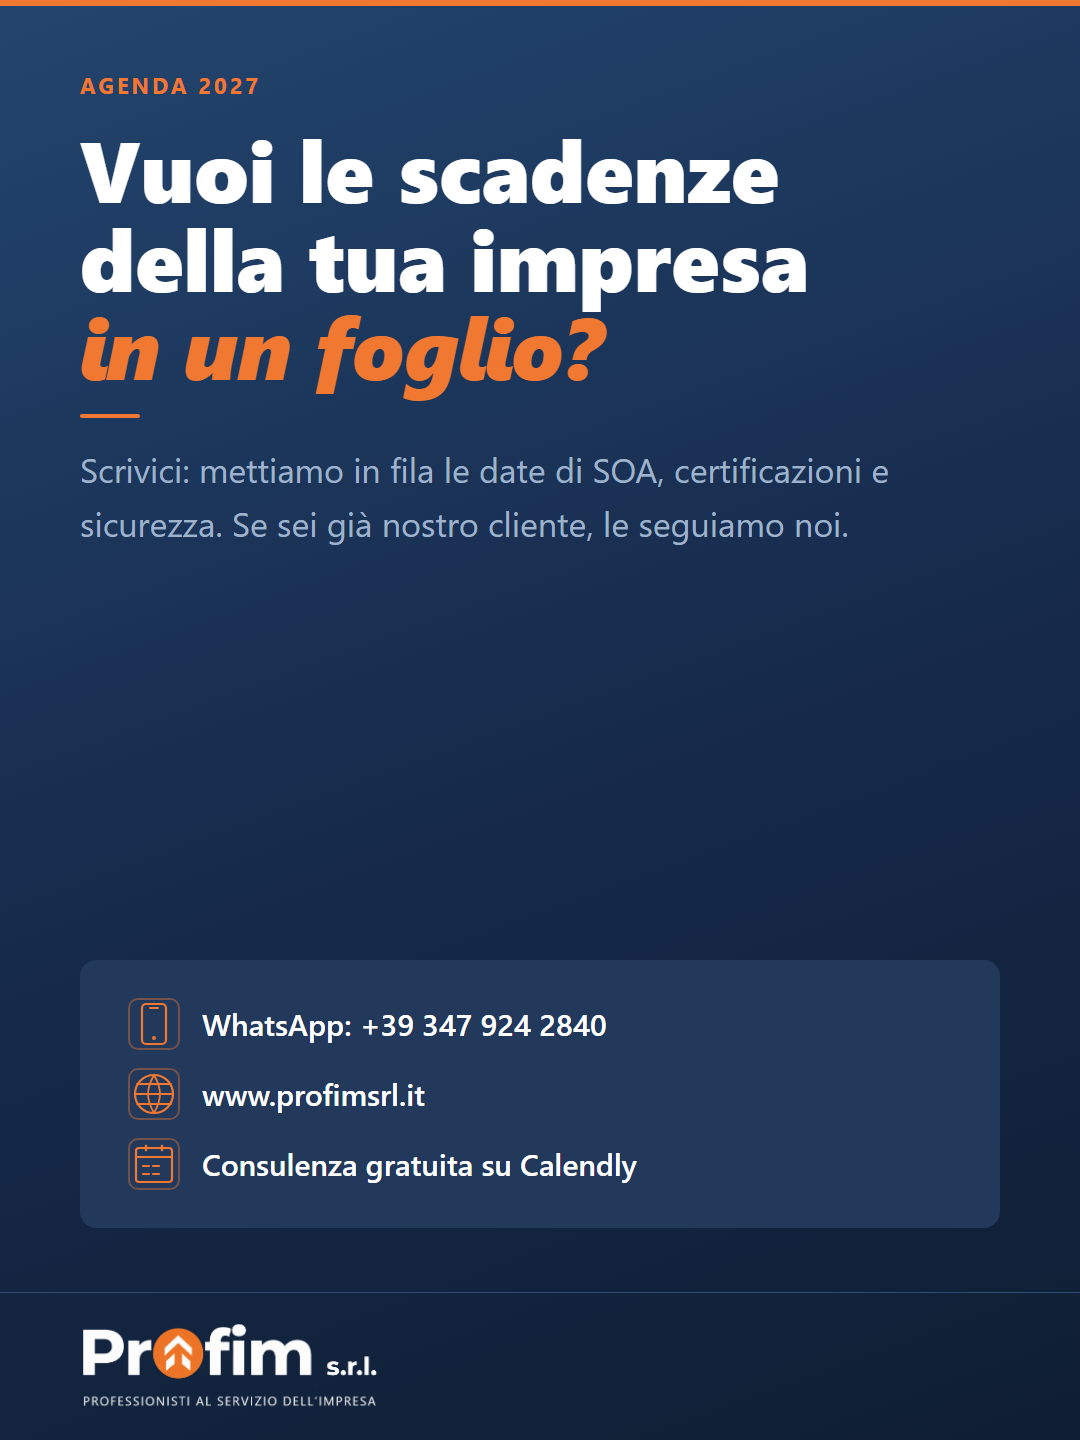 AGENDA 2027
Vuoi le scadenze
della tua impresa
in un foglio?
Scrivici: mettiamo in fila le date di SOA, certificazioni e
sicurezza. Se sei già nostro cliente, le seguiamo noi.
WhatsApp: +39 347 924 2840
www.profimsrl.it
Consulenza gratuita su Calendly
Profim s.r.l.
PROFESSIONISTI AL SERVIZIO DELL'IMPRESA